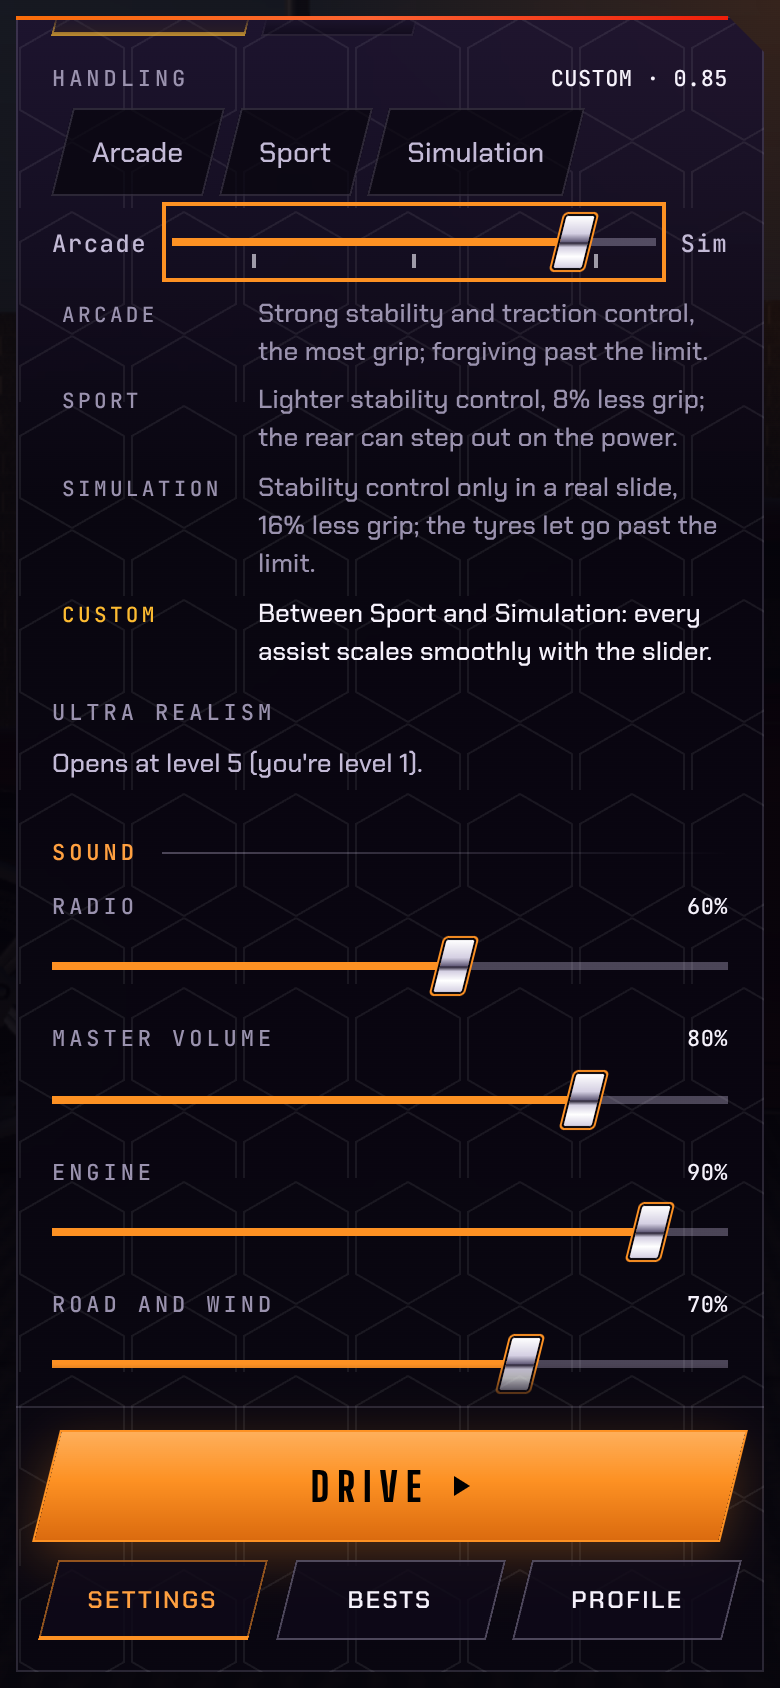 HANDLING CUSTOM · 0.85
Arcade Sport Simulation
Arcade Sim
ARCADE Strong stability and traction control,
the most grip; forgiving past the limit.
SPORT Lighter stability control, 8% less grip;
the rear can step out on the power.
SIMULATION Stability control only in a real slide,
16% less grip; the tyres let go past the
limit.
CUSTOM Between Sport and Simulation: every
assist scales smoothly with the slider.
ULTRA REALISM
Opens at level 5 (you're level 1).
SOUND
RADIO 60%
MASTER VOLUME 80%
ENGINE 90%
ROAD AND WIND 70%
DRIVE
SETTINGS BESTS PROFILE